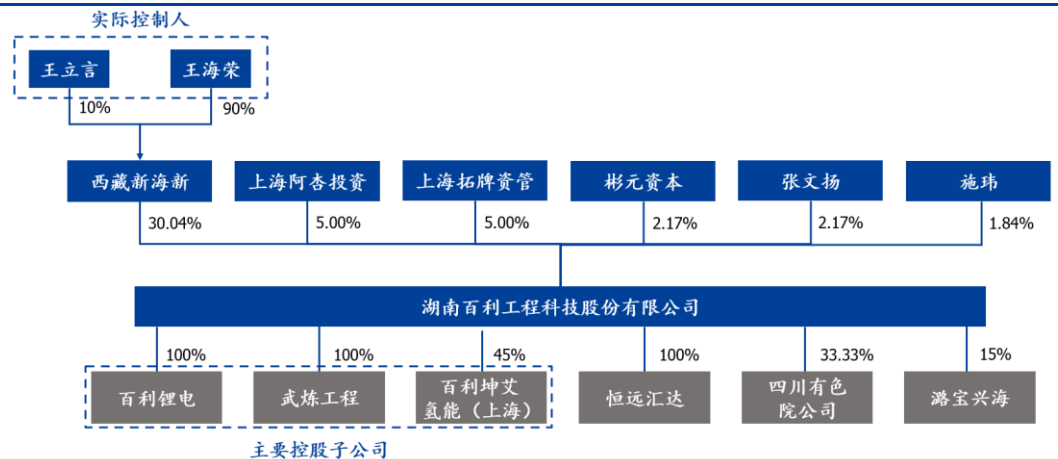 实际控制人
王立言 王海荣
10% 90%
西藏新海新 上海阿杏投资 上海拓牌资管 彬元资本 张文扬 施玮
30.04% 5.00% 5.00% 2.17% 2.17% 1.84%
湖南百利工程科技股份有限公司
100% 100% 45% 100% 33.33% 15%
百利锂电 武炼工程 百利坤艾 恒远汇达 四川有色 潞宝兴海
氢能（上海） 院公司
主要控股子公司